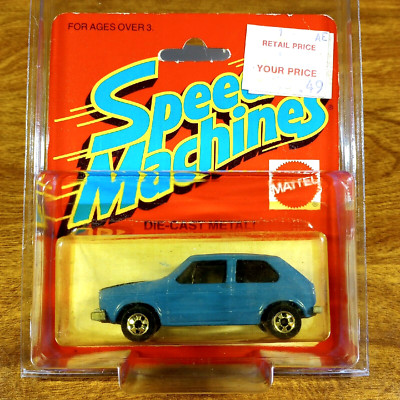 FOR AGES OVER 3.
RETAIL PRICE
YOUR PRICE
.49
Speed
Machines
MATTEL
DIE-CAST METAL